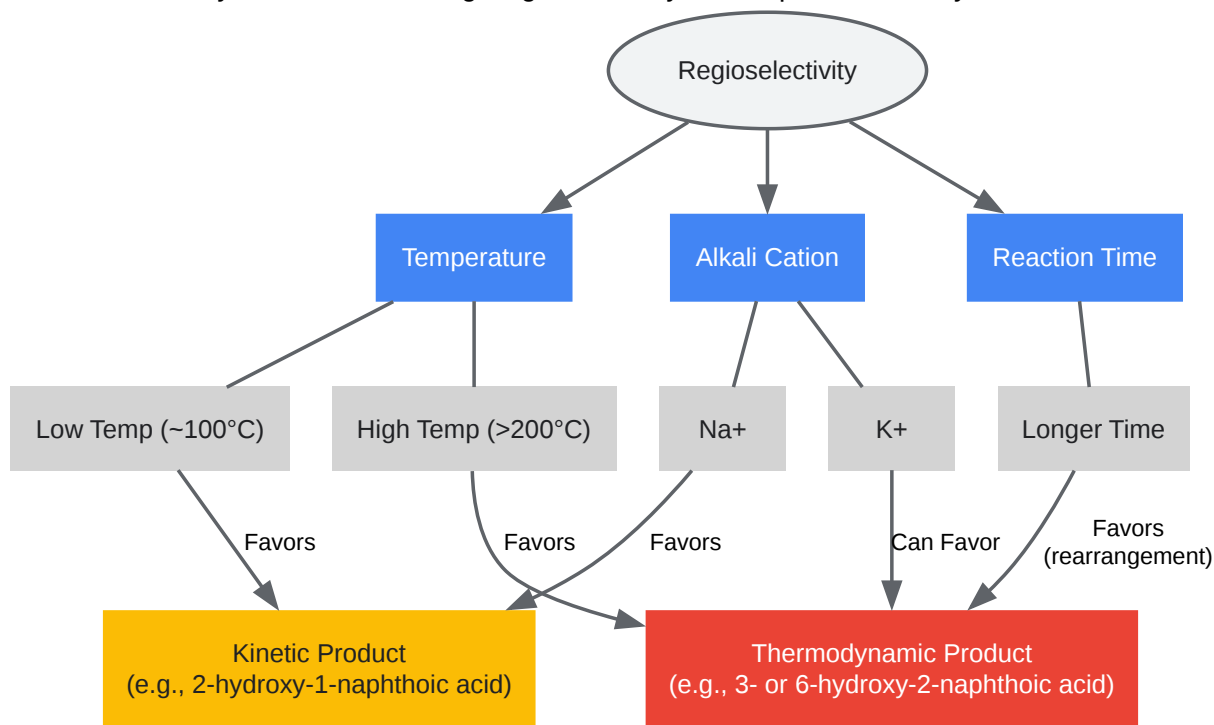 Regioselectivity
Temperature
Alkali Cation
Reaction Time
Low Temp (~100°C)
High Temp (>200°C)
Na+
K+
Longer Time
Favors
Favors
Favors
Can Favor
Favors
(rearrangement)
Kinetic Product
(e.g., 2-hydroxy-1-naphthoic acid)
Thermodynamic Product
(e.g., 3- or 6-hydroxy-2-naphthoic acid)